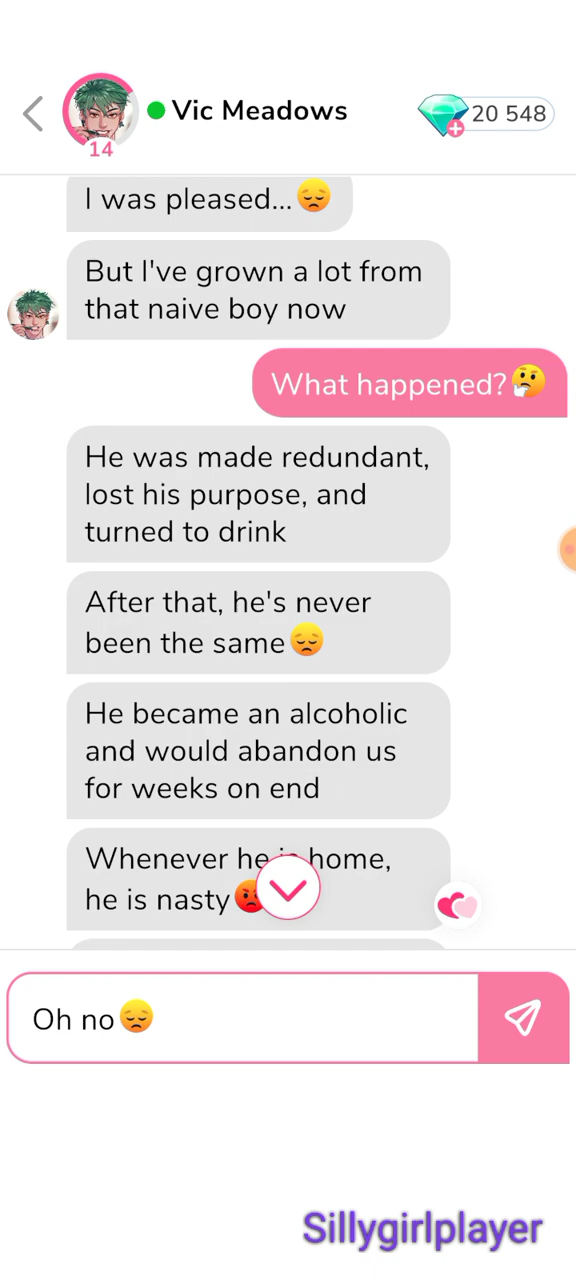 Vic Meadows
20 548
14
I was pleased...😞
But I've grown a lot from
that naive boy now
What happened?🤔
He was made redundant,
lost his purpose, and
turned to drink
After that, he's never
been the same😞
He became an alcoholic
and would abandon us
for weeks on end
Whenever he is home,
he is nasty😡
Oh no😞
Sillygirlplayer